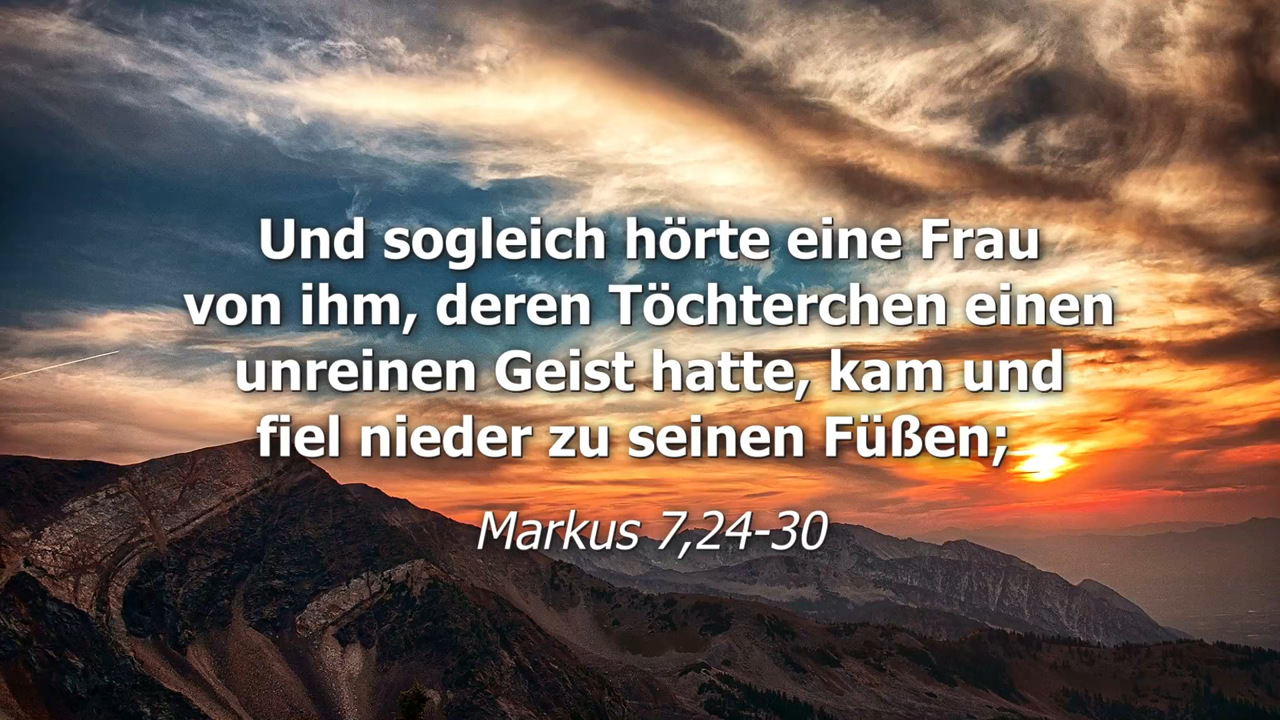 Und sogleich hörte eine Frau
von ihm, deren Töchterchen einen
unreinen Geist hatte, kam und
fiel nieder zu seinen Füßen;
Markus 7,24-30